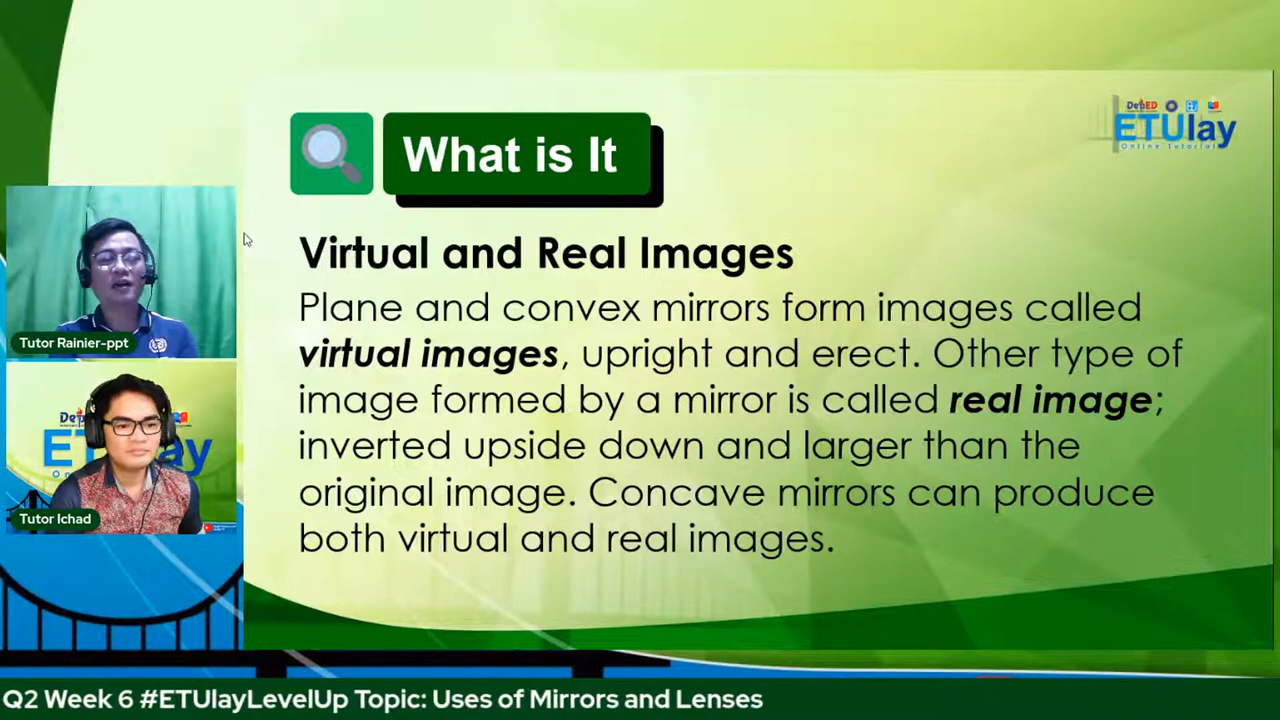 DepED
ETUlay
Online Tutorial
What is It
Virtual and Real Images
Plane and convex mirrors form images called
virtual images, upright and erect. Other type of
image formed by a mirror is called real image;
inverted upside down and larger than the
original image. Concave mirrors can produce
both virtual and real images.
Tutor Rainier-ppt
Tutor Ichad
Q2 Week 6 #ETUlayLevelUp Topic: Uses of Mirrors and Lenses